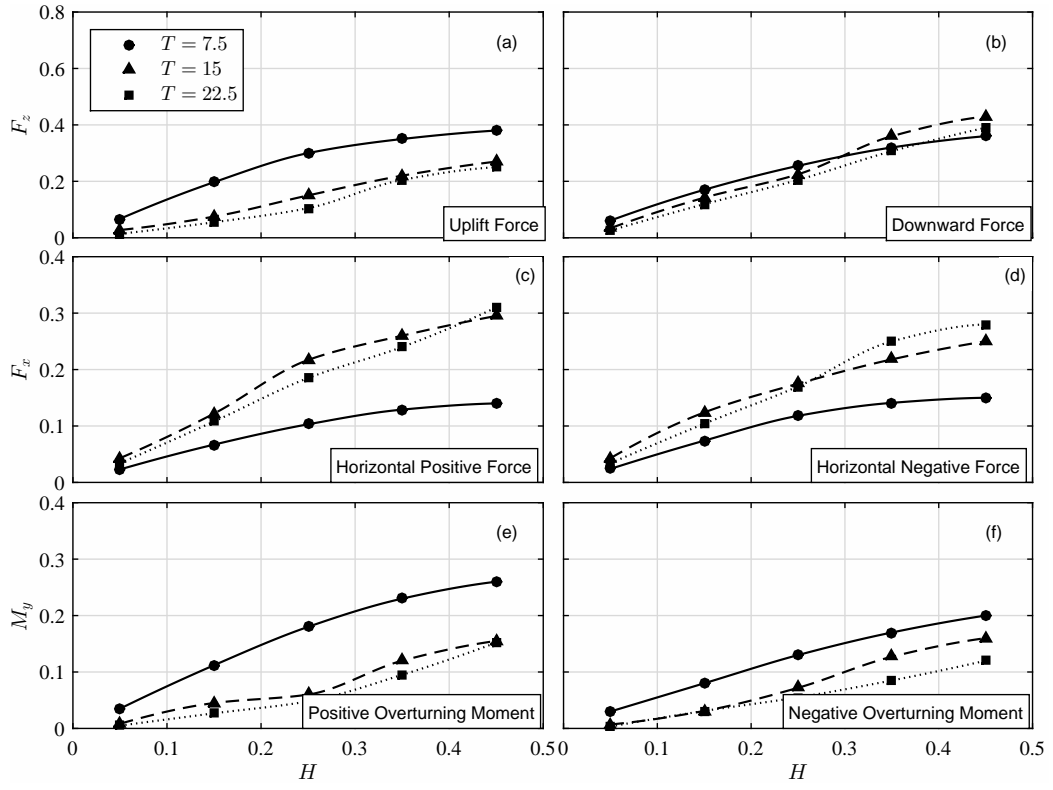 0.8
0.6
0.4
0.2
0
F_z
T = 7.5
T = 15
T = 22.5
(a)
Uplift Force
(b)
Downward Force
0.4
0.3
0.2
0.1
0
F_x
(c)
Horizontal Positive Force
(d)
Horizontal Negative Force
0.4
0.3
0.2
0.1
0
M_y
(e)
Positive Overturning Moment
(f)
Negative Overturning Moment
0 0.1 0.2 0.3 0.4 0.5
H
0.1 0.2 0.3 0.4 0.5
H